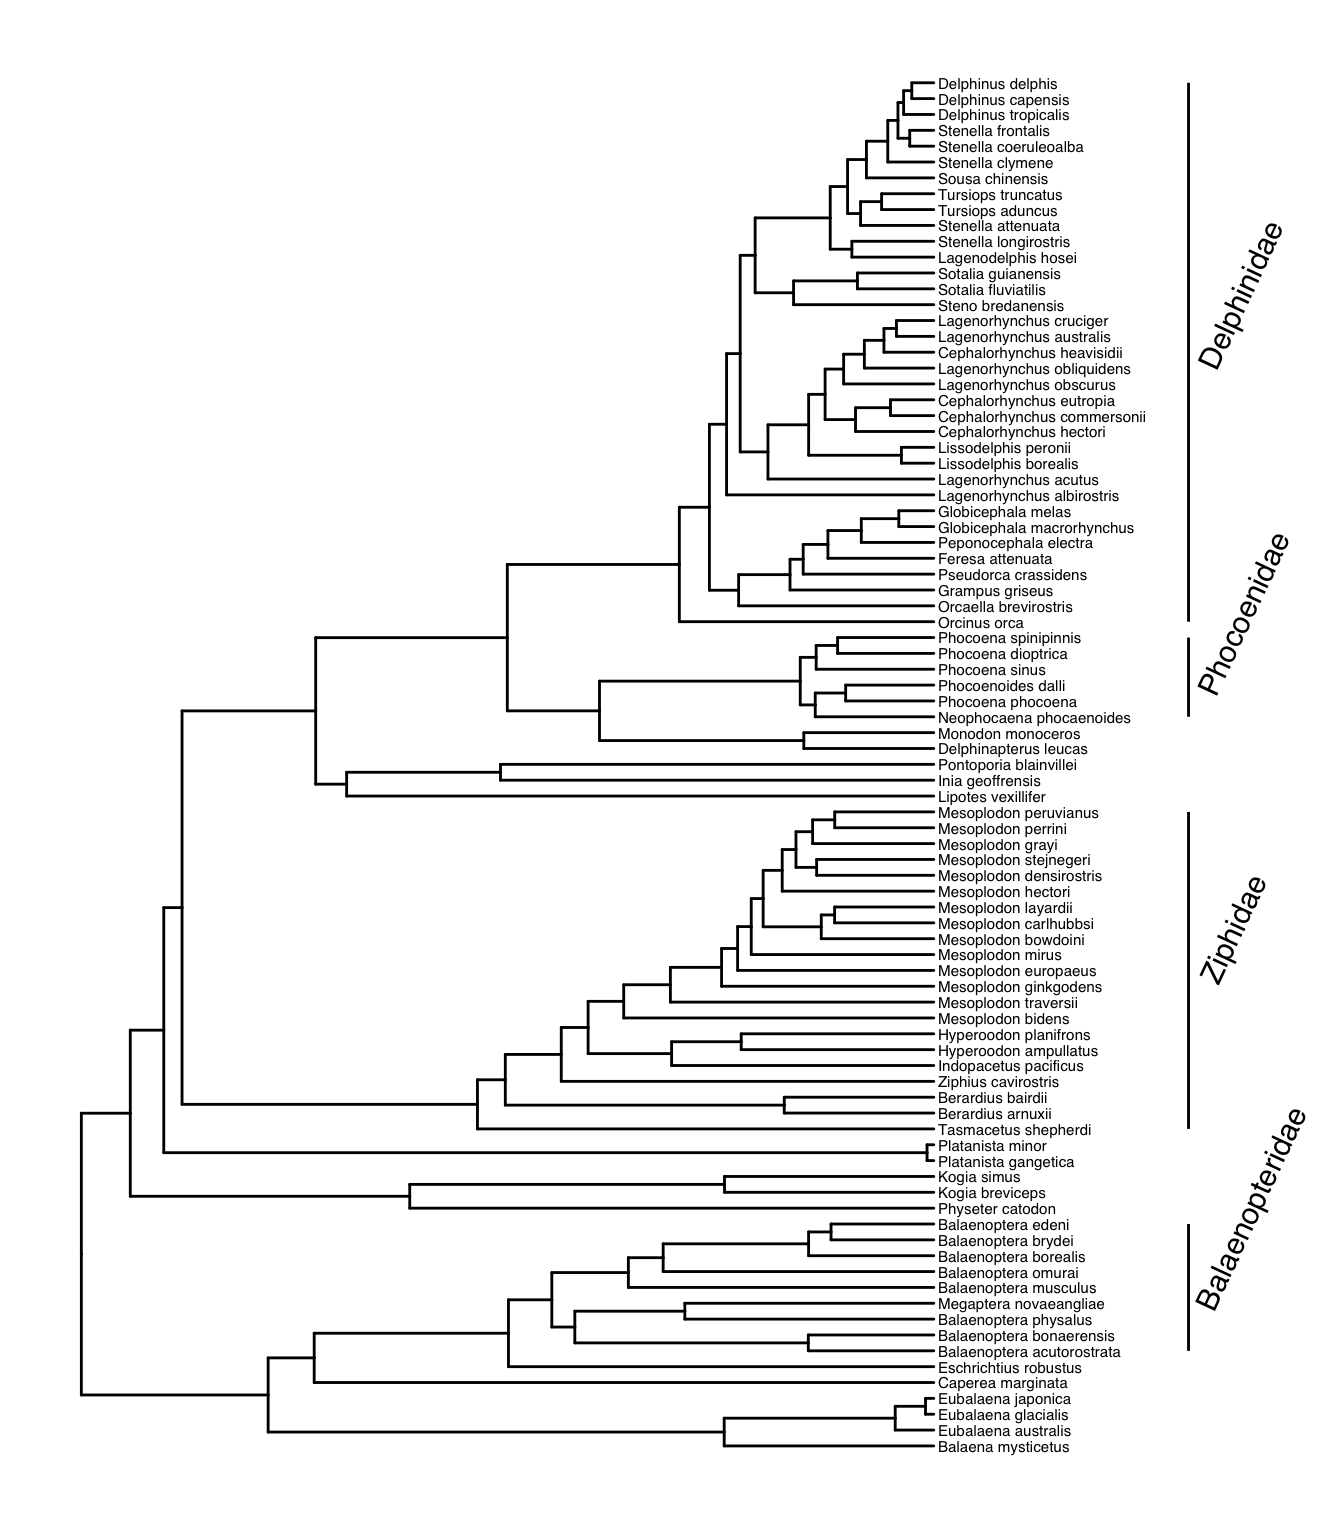 Delphinus delphis
Delphinus capensis
Delphinus tropicalis
Stenella frontalis
Stenella coeruleoalba
Stenella clymene
Sousa chinensis
Tursiops truncatus
Tursiops aduncus
Stenella attenuata
Stenella longirostris
Lagenodelphis hosei
Sotalia guianensis
Sotalia fluviatilis
Steno bredanensis
Lagenorhynchus cruciger
Lagenorhynchus australis
Cephalorhynchus heavisidii
Lagenorhynchus obliquidens
Lagenorhynchus obscurus
Cephalorhynchus eutropia
Cephalorhynchus commersonii
Cephalorhynchus hectori
Lissodelphis peronii
Lissodelphis borealis
Lagenorhynchus acutus
Lagenorhynchus albirostris
Globicephala melas
Globicephala macrorhynchus
Peponocephala electra
Feresa attenuata
Pseudorca crassidens
Grampus griseus
Orcaella brevirostris
Orcinus orca
Delphinidae
Phocoena spinipinnis
Phocoena dioptrica
Phocoena sinus
Phocoenoides dalli
Phocoena phocoena
Neophocaena phocaenoides
Phocoenidae
Monodon monoceros
Delphinapterus leucas
Pontoporia blainvillei
Inia geoffrensis
Lipotes vexillifer
Mesoplodon peruvianus
Mesoplodon perrini
Mesoplodon grayi
Mesoplodon stejnegeri
Mesoplodon densirostris
Mesoplodon hectori
Mesoplodon layardii
Mesoplodon carlhubbsi
Mesoplodon bowdoini
Mesoplodon mirus
Mesoplodon europaeus
Mesoplodon ginkgodens
Mesoplodon traversii
Mesoplodon bidens
Hyperoodon planifrons
Hyperoodon ampullatus
Indopacetus pacificus
Ziphius cavirostris
Berardius bairdii
Berardius arnuxii
Tasmacetus shepherdi
Ziphidae
Platanista minor
Platanista gangetica
Kogia simus
Kogia breviceps
Physeter catodon
Balaenoptera edeni
Balaenoptera brydei
Balaenoptera borealis
Balaenoptera omurai
Balaenoptera musculus
Megaptera novaeangliae
Balaenoptera physalus
Balaenoptera bonaerensis
Balaenoptera acutorostrata
Balaenopteridae
Eschrichtius robustus
Caperea marginata
Eubalaena japonica
Eubalaena glacialis
Eubalaena australis
Balaena mysticetus